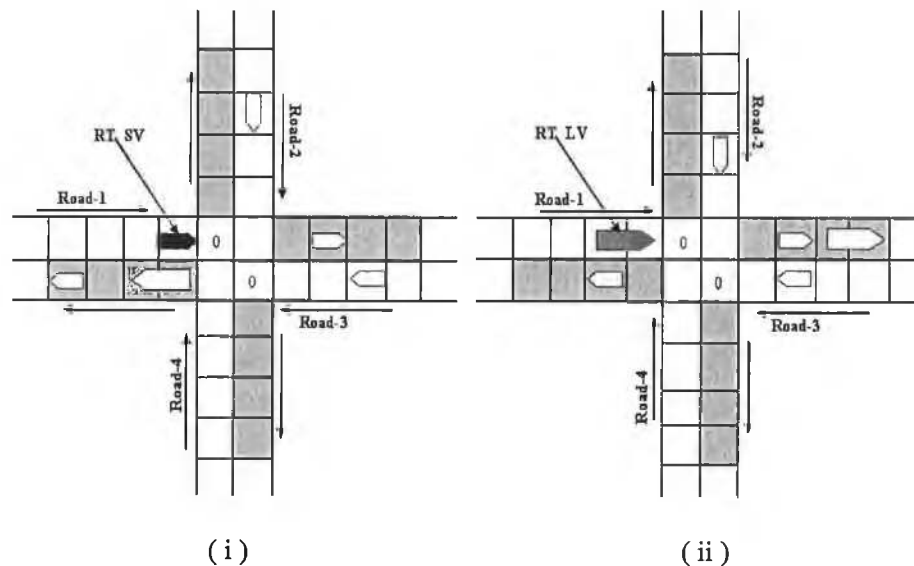 RT SV
Road-2
Road-1
0
0
Road-3
Road-4
( i )
RT LV
Road-2
Road-1
0
0
Road-3
Road-4
( ii )